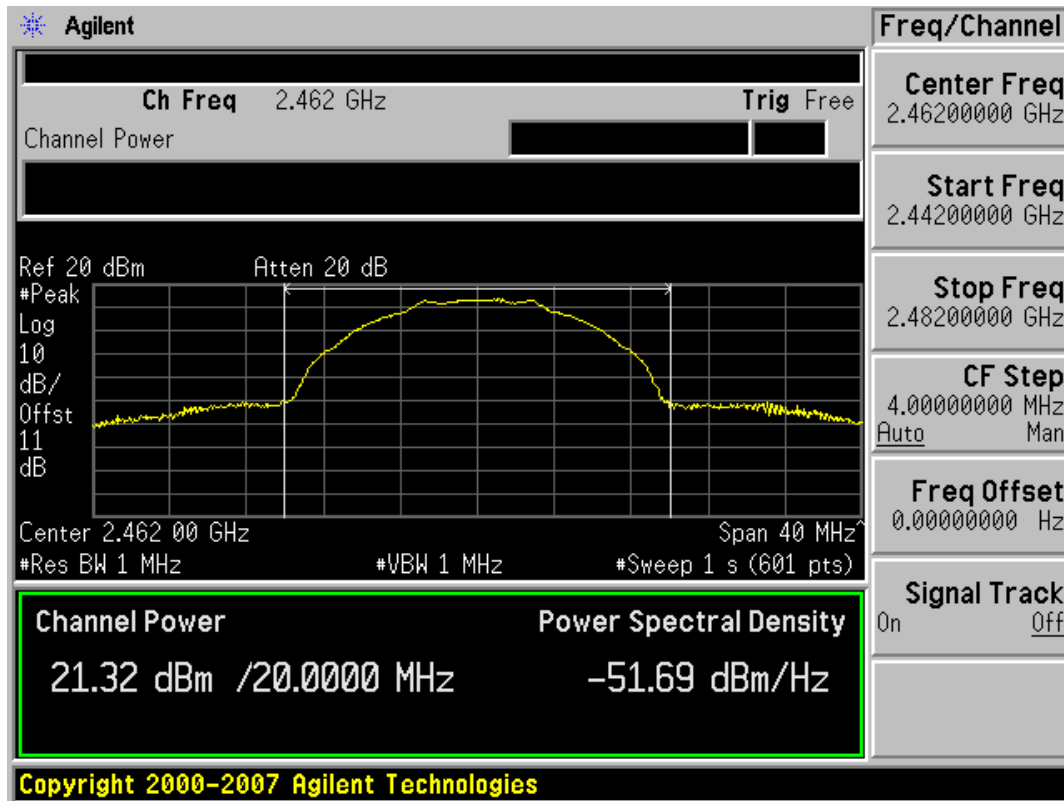 Agilent
Freq/Channel
Ch Freq 2.462 GHz Trig Free
Channel Power
Center Freq
2.46200000 GHz
Start Freq
2.44200000 GHz
Stop Freq
2.48200000 GHz
CF Step
4.00000000 MHz
Auto Man
Freq Offset
0.00000000 Hz
Signal Track
On Off
Ref 20 dBm Atten 20 dB
#Peak
Log
10
dB/
Offst
11
dB
Center 2.462 00 GHz Span 40 MHz^
#Res BW 1 MHz #VBW 1 MHz #Sweep 1 s (601 pts)
Channel Power Power Spectral Density
21.32 dBm /20.0000 MHz -51.69 dBm/Hz
Copyright 2000-2007 Agilent Technologies